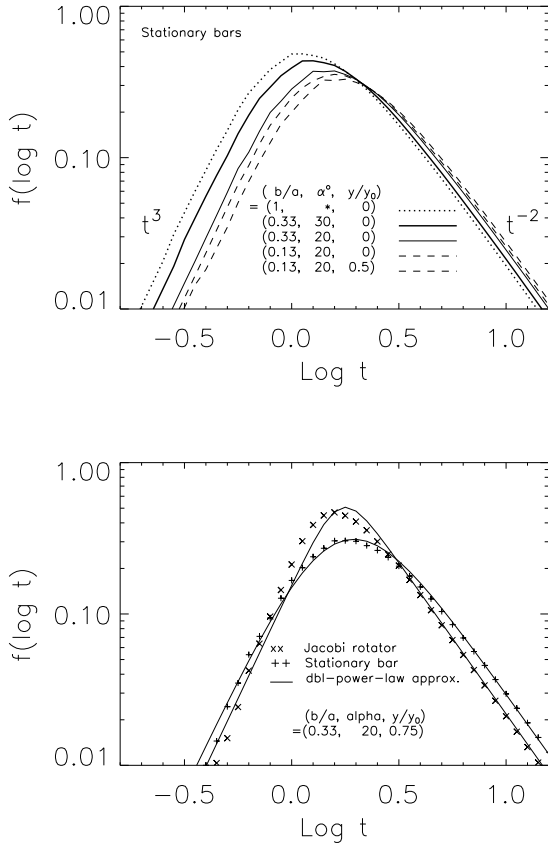 1.00
0.10
0.01
f(log t)
Stationary bars
( b/a, α°, y/y₀)
= (1, *, 0)
(0.33, 30, 0)
(0.33, 20, 0)
(0.13, 20, 0)
(0.13, 20, 0.5)
t³
t⁻²
−0.5 0.0 0.5 1.0
Log t
1.00
0.10
0.01
f(log t)
×× Jacobi rotator
++ Stationary bar
dbl−power−law approx.
(b/a, alpha, y/y₀)
=(0.33, 20, 0.75)
−0.5 0.0 0.5 1.0
Log t